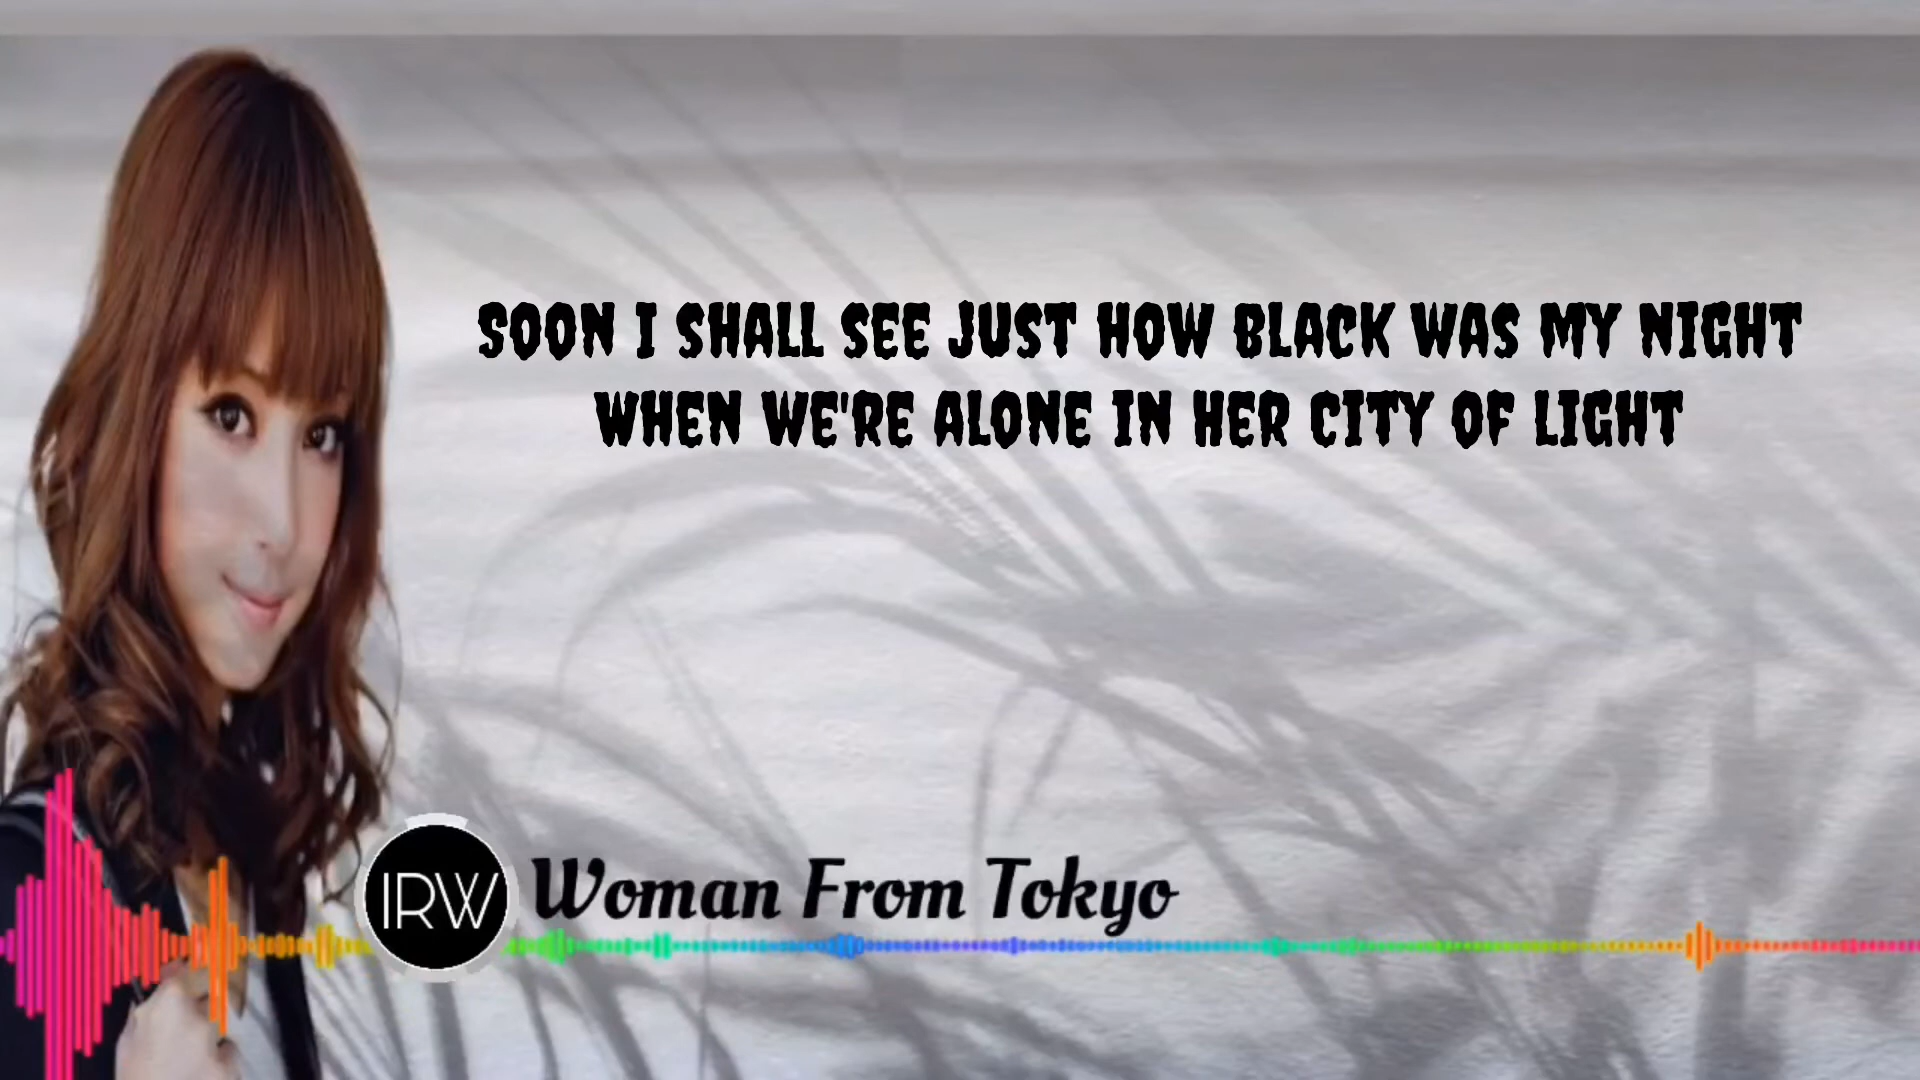 SOON I SHALL SEE JUST HOW BLACK WAS MY NIGHT
WHEN WE'RE ALONE IN HER CITY OF LIGHT
IRW
Woman From Tokyo